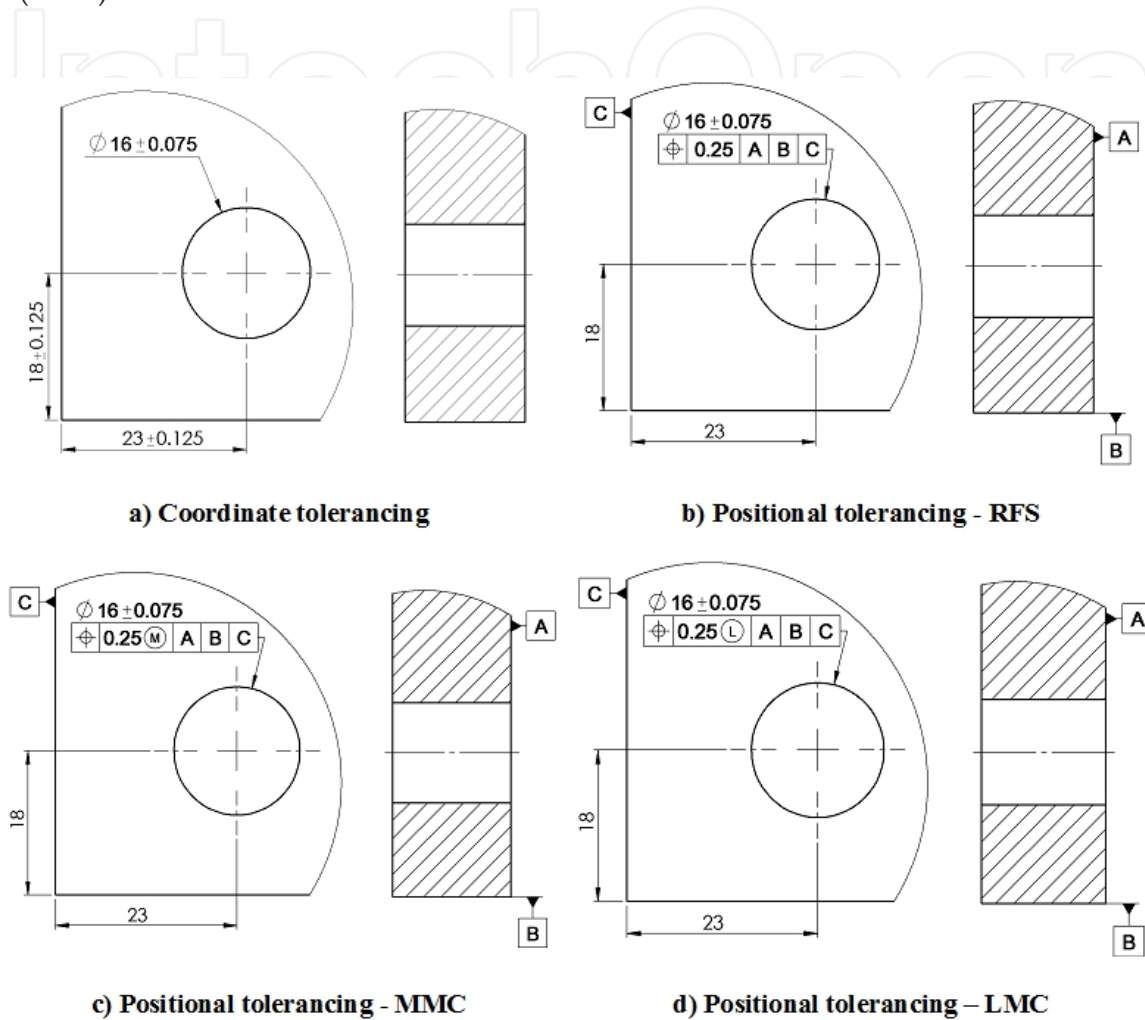 IntechOpen
∅ 16 ±0.075
18±0.125
23±0.125
a) Coordinate tolerancing
C
∅ 16 ±0.075
⌖ 0.25 A B C
A
18
23
B
b) Positional tolerancing - RFS
C
∅ 16 ±0.075
⌖ 0.25 Ⓜ A B C
A
18
23
B
c) Positional tolerancing - MMC
C
∅ 16 ±0.075
⌖ 0.25 Ⓛ A B C
A
18
23
B
d) Positional tolerancing – LMC